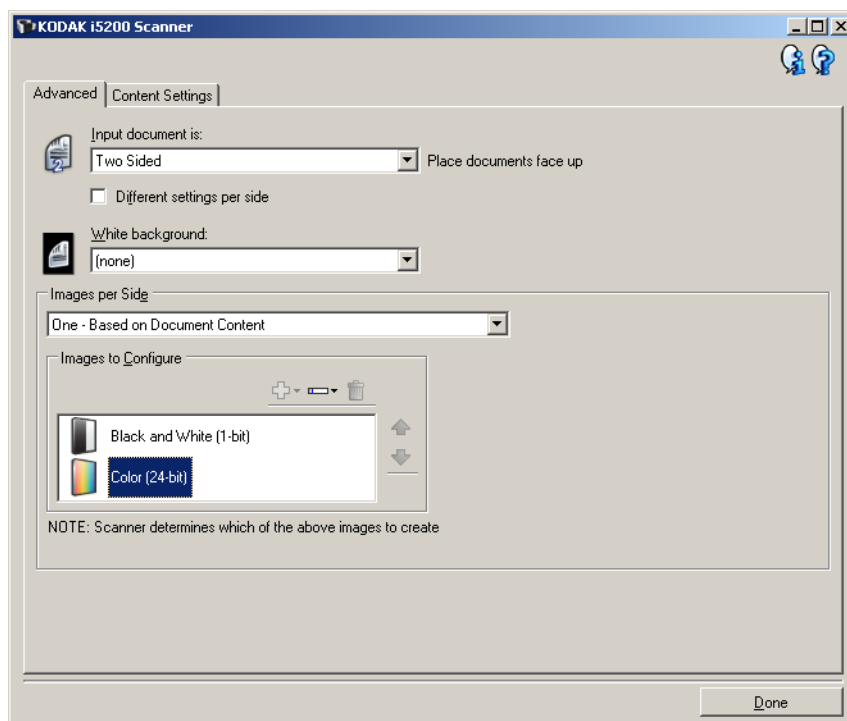 KODAK i5200 Scanner
Advanced
Content Settings
Input document is:
Two Sided
Place documents face up
Different settings per side
White background:
(none)
Images per Side
One - Based on Document Content
Images to Configure
Black and White (1-bit)
Color (24-bit)
NOTE: Scanner determines which of the above images to create
Done